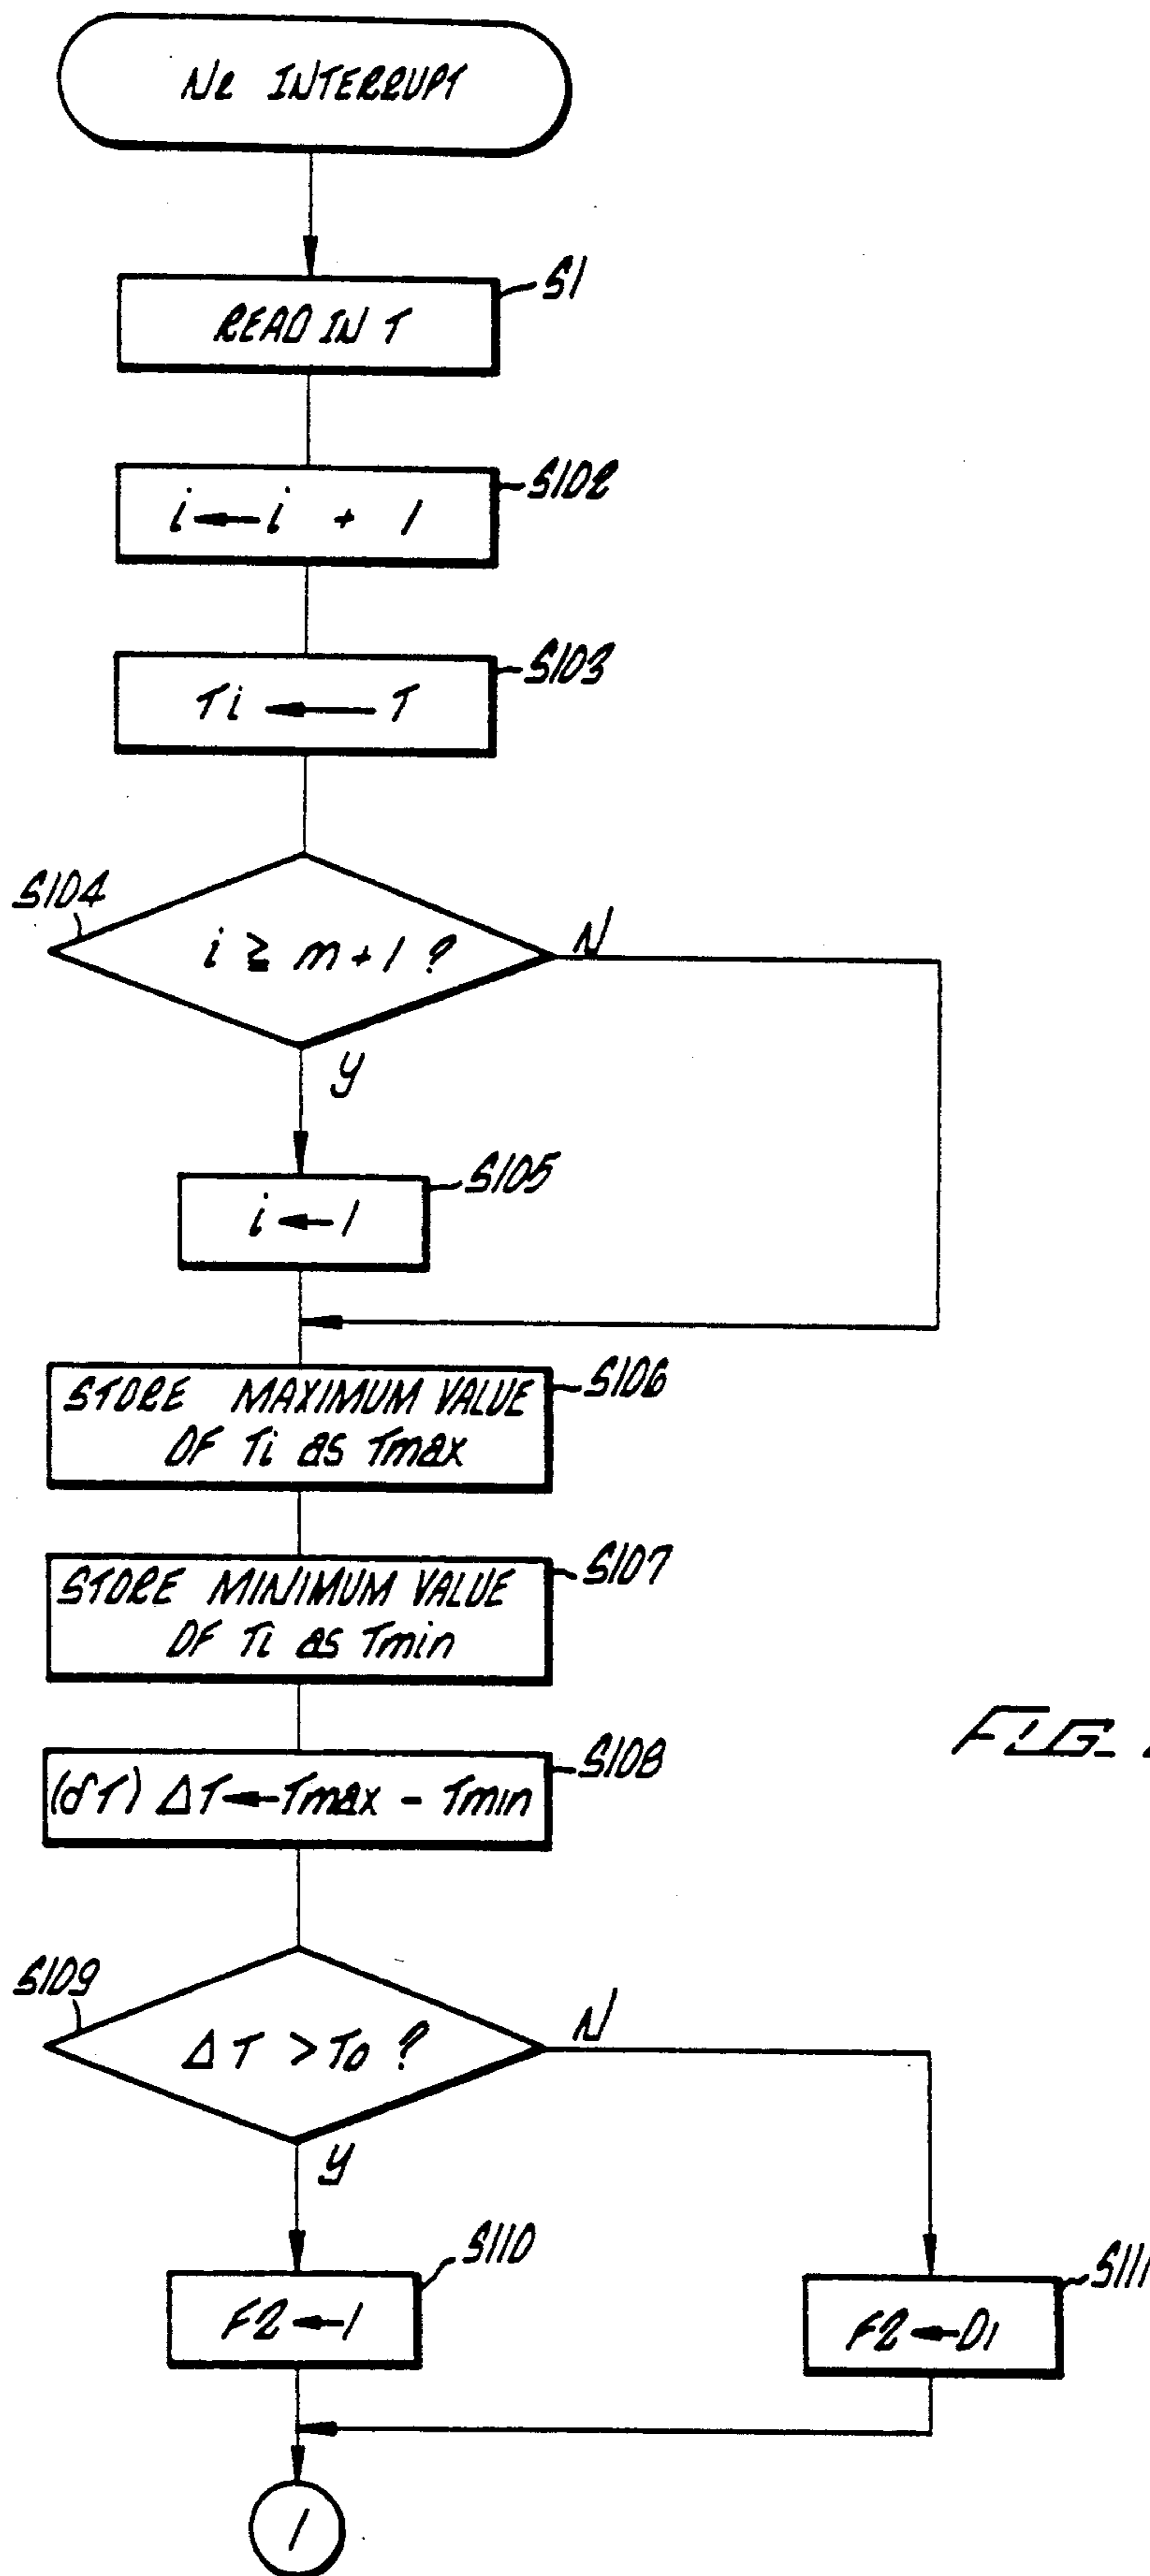 Ne INTERRUPT
S1
READ IN T
S102
i ← i + 1
S103
Ti ← T
S104
i ≧ m + 1 ?
N
Y
S105
i ← 1
S106
STORE MAXIMUM VALUE
OF Ti as Tmax
S107
STORE MINIMUM VALUE
OF Ti as Tmin
S108
(δT) ΔT ← Tmax - Tmin
FIG.
S109
ΔT > To ?
N
Y
S110
F2 ← 1
S111
F2 ← 01
1